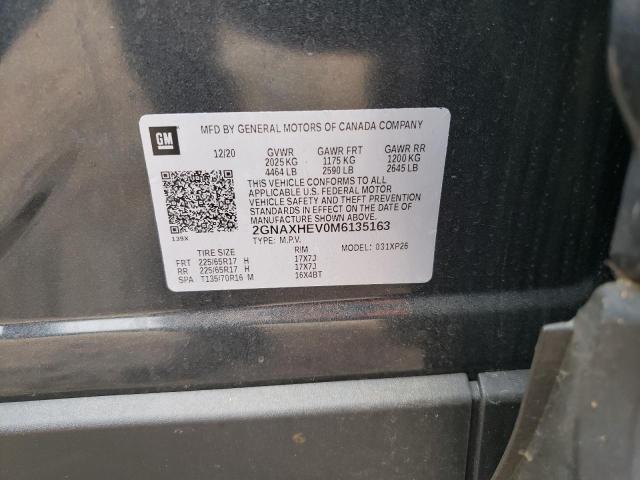 GM
MFD BY GENERAL MOTORS OF CANADA COMPANY
12/20 GVWR GAWR FRT GAWR RR
2025 KG 1175 KG 1200 KG
4464 LB 2590 LB 2645 LB
THIS VEHICLE CONFORMS TO ALL
APPLICABLE U.S. FEDERAL MOTOR
VEHICLE SAFETY AND THEFT PREVENTION
STANDARDS IN EFFECT ON THE DATE OF
MANUFACTURE SHOWN ABOVE.
2GNAXHEV0M6135163
139X
TYPE: M.P.V. MODEL: 031XP26
TIRE SIZE RIM
FRT 225/65R17 H 17X7J
RR 225/65R17 H 17X7J
SPA T135/70R16 M 16X4BT